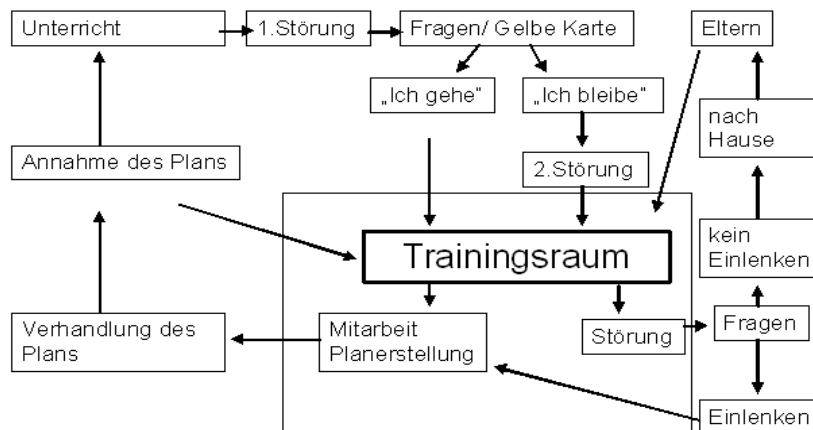 Unterricht
1.Störung
Fragen/ Gelbe Karte
Eltern
„Ich gehe“
„Ich bleibe“
nach
Hause
Annahme des Plans
2.Störung
kein
Einlenken
Trainingsraum
Verhandlung des
Plans
Mitarbeit
Planerstellung
Störung
Fragen
Einlenken